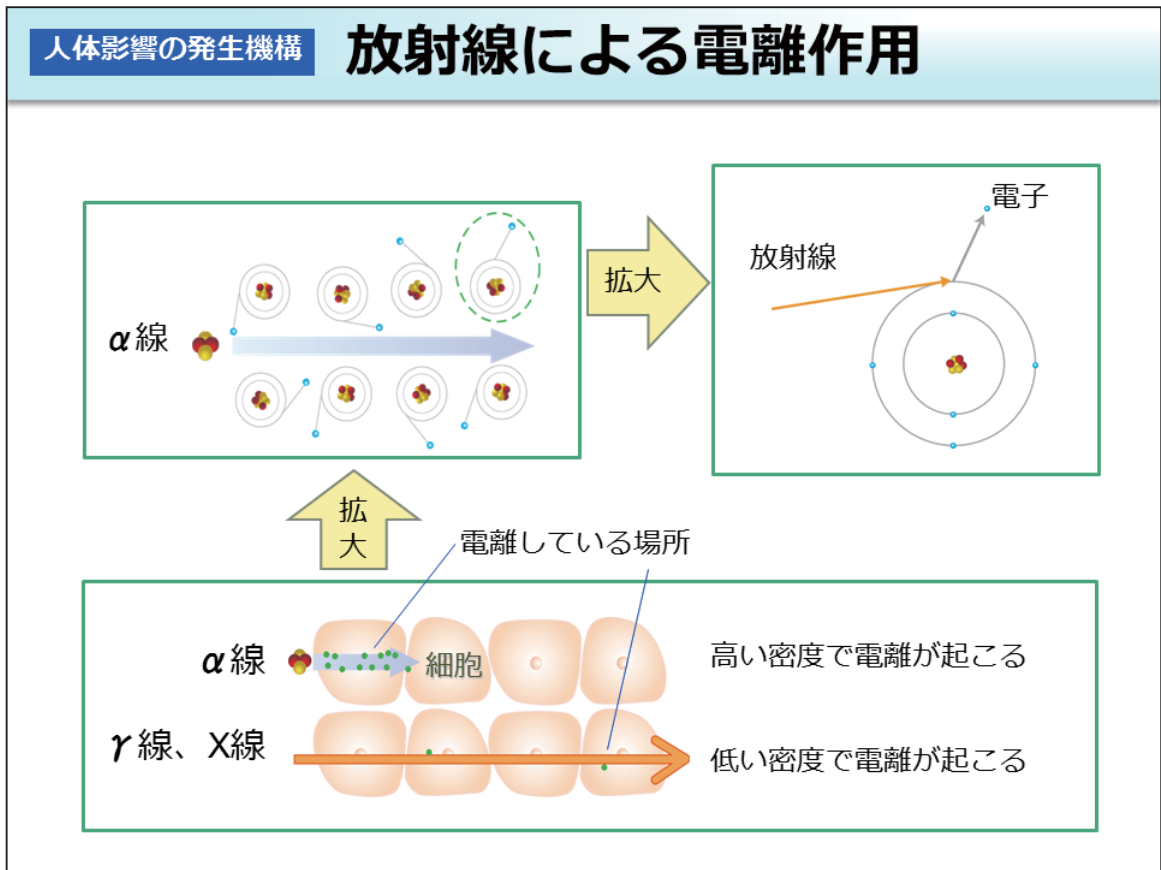 人体影響の発生機構
放射線による電離作用
α線
拡大
電子
放射線
拡
大
電離している場所
α線
細胞
高い密度で電離が起こる
γ線、X線
低い密度で電離が起こる